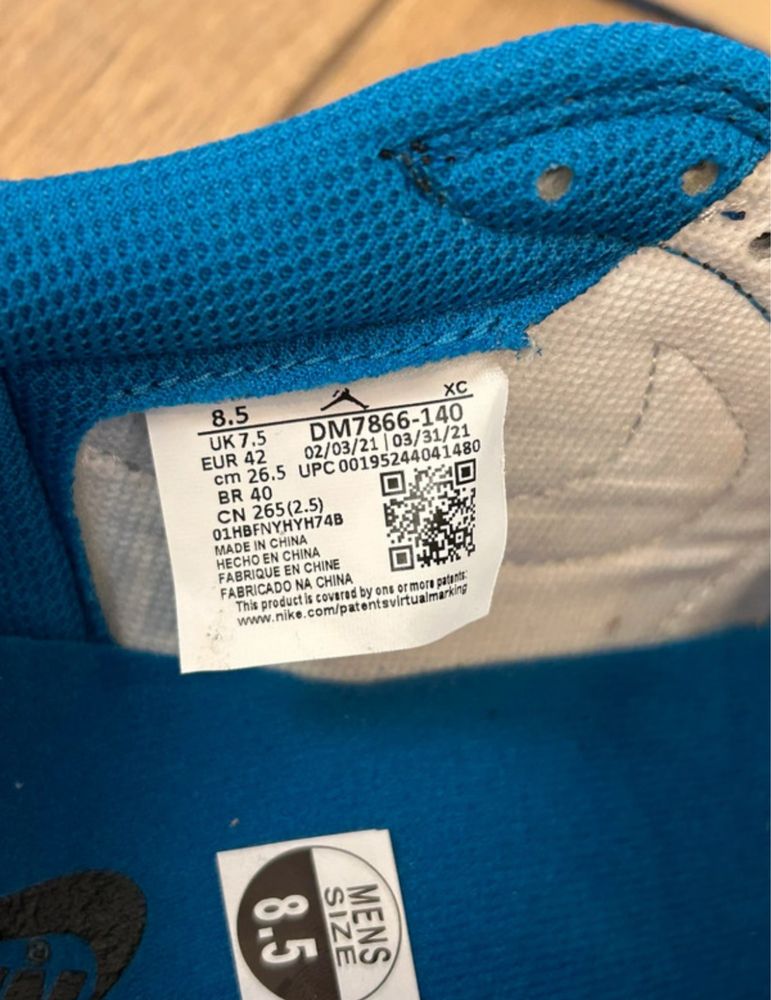 XC
8.5
UK 7.5
DM7866-140
EUR 42
02/03/21 | 03/31/21
cm 26.5
UPC 00195244041480
BR 40
CN 265(2.5)
01HBFNYHYH74B
MADE IN CHINA
HECHO EN CHINA
FABRIQUE EN CHINE
FABRICADO NA CHINA
This product is covered by one or more patents:
www.nike.com/patentsvirtualmarking
MENS
SIZE
8.5